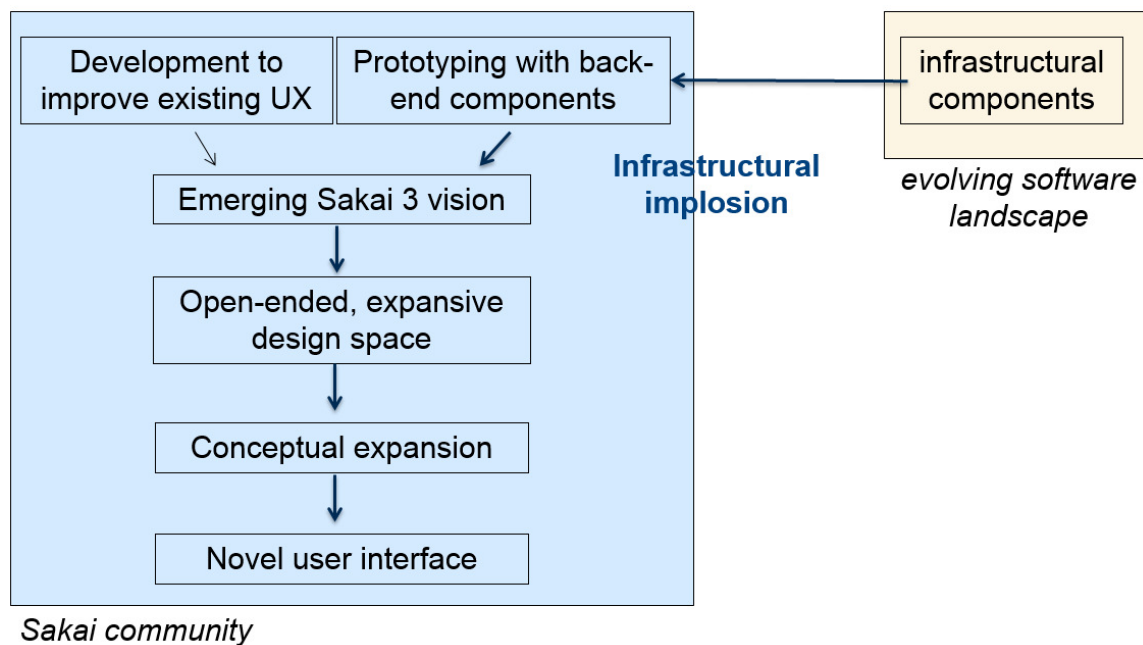 Development to
improve existing UX
Prototyping with back-
end components
infrastructural
components
Infrastructural
implosion
evolving software
landscape
Emerging Sakai 3 vision
Open-ended, expansive
design space
Conceptual expansion
Novel user interface
Sakai community